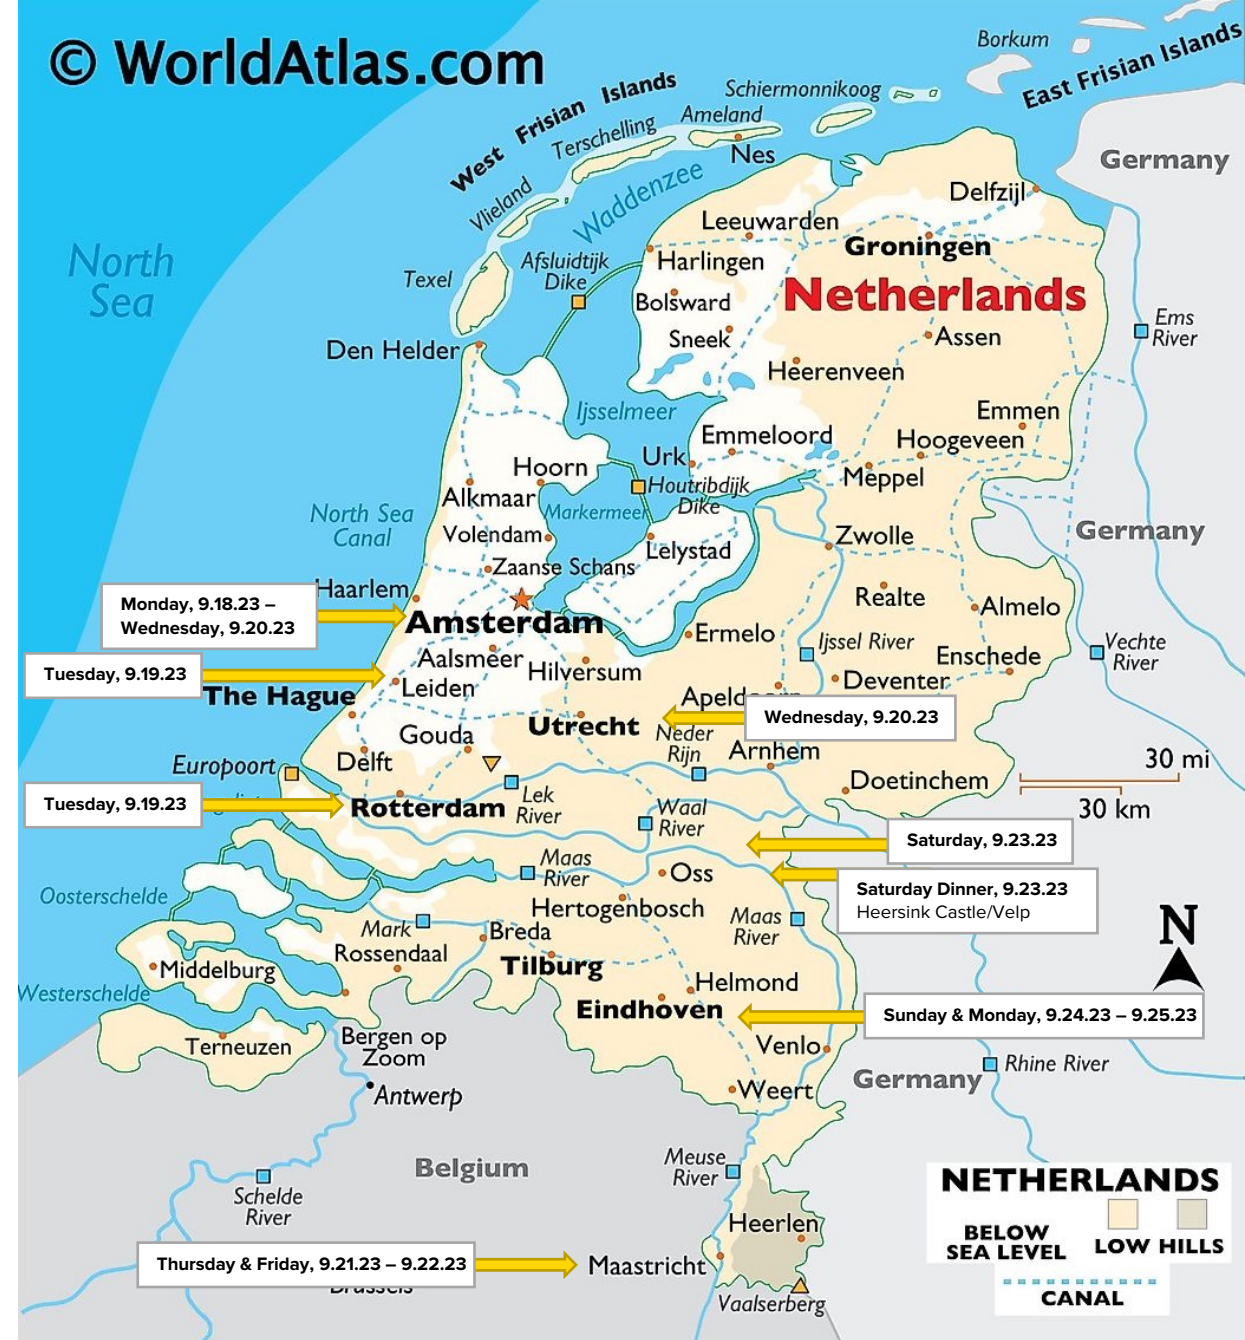 © WorldAtlas.com
Borkum
East Frisian Islands
West Frisian Islands
Schiermonnikoog
Ameland
Terschelling
Nes
Vlieland
Waddenzee
Germany
Delfzijl
Leeuwarden
Groningen
North
Sea
Texel
Afsluidtijk
Dike
Harlingen
Netherlands
Bolsward
Ems
River
Sneek
Assen
Den Helder
Heerenveen
Ijsselmeer
Emmen
Emmeloord
Hoogeveen
Urk
Hoorn
Meppel
Alkmaar
Houtribdijk
Dike
North Sea
Canal
Markermeer
Volendam
Zwolle
Germany
Lelystad
Zaanse Schans
Haarlem
Realte
Almelo
Monday, 9.18.23 –
Wednesday, 9.20.23
Amsterdam
Ermelo
Ijssel River
Vechte
River
Aalsmeer
Hilversum
Enschede
Tuesday, 9.19.23
Leiden
Deventer
The Hague
Apeldoorn
Wednesday, 9.20.23
Utrecht
Gouda
Neder
Rijn
Arnhem
30 mi
Europoort
Delft
Doetinchem
30 km
Tuesday, 9.19.23
Rotterdam
Lek
River
Waal
River
Saturday, 9.23.23
Maas
River
Oss
Saturday Dinner, 9.23.23
Heersink Castle/Velp
Oosterschelde
Hertogenbosch
Maas
River
N
Mark
Breda
Rossendaal
Tilburg
Middelburg
Helmond
Westerschelde
Eindhoven
Sunday & Monday, 9.24.23 – 9.25.23
Terneuzen
Bergen op
Zoom
Venlo
Rhine River
Germany
Antwerp
Weert
Belgium
Meuse
River
NETHERLANDS
Schelde
River
Heerlen
BELOW
SEA LEVEL
LOW HILLS
Thursday & Friday, 9.21.23 – 9.22.23
Maastricht
Brussels
Vaalserberg
CANAL